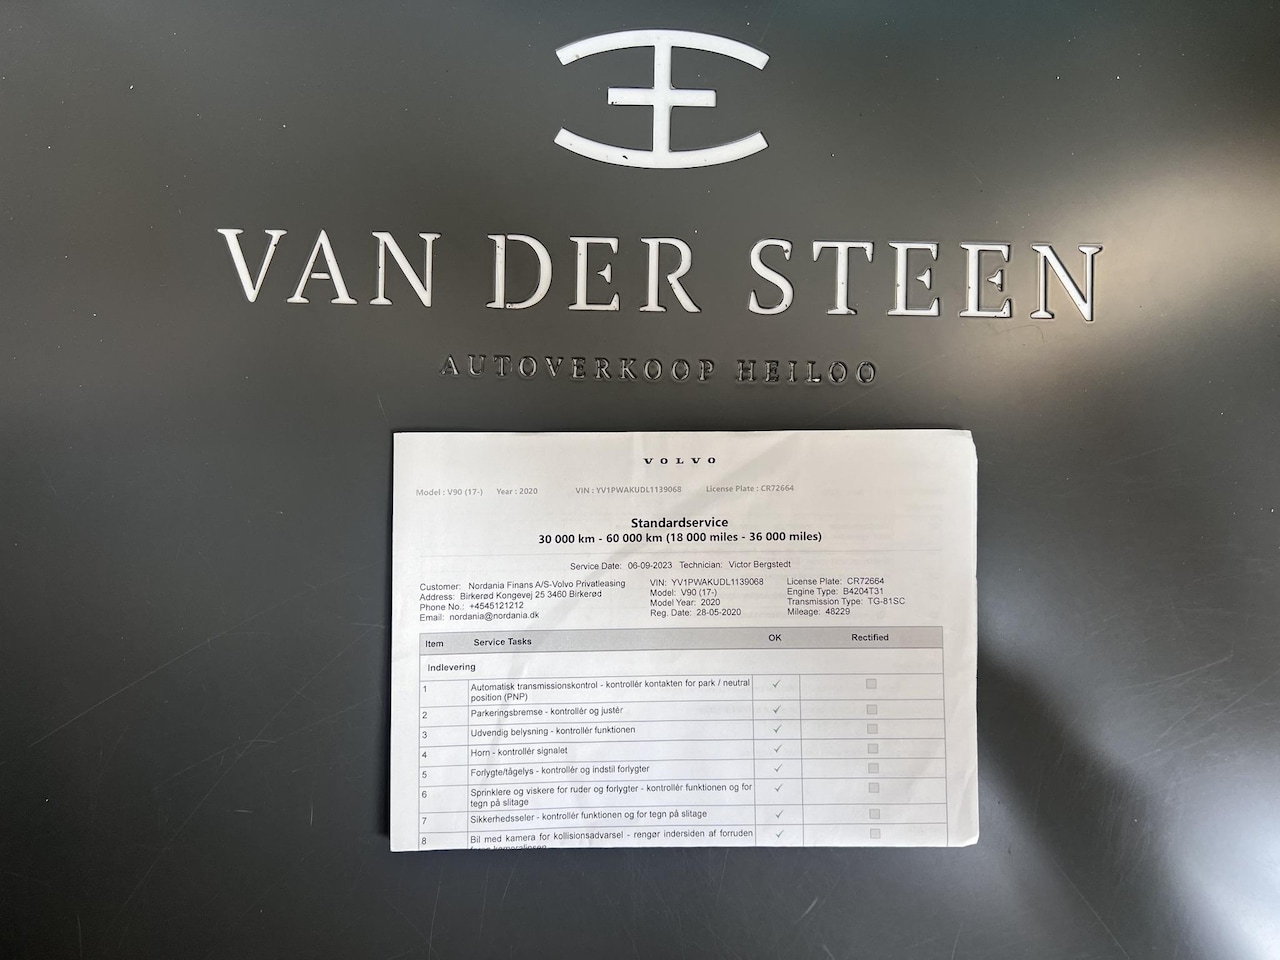 VAN DER STEEN
AUTOVERKOOP HEILOO
VOLVO
Model : V90 (17-) Year : 2020 VIN : YV1PWAKUDL1139068 License Plate : CR72664
Standardservice
30 000 km - 60 000 km (18 000 miles - 36 000 miles)
Service Date: 06-09-2023 Technician: Victor Bergstedt
Customer: Nordania Finans A/S-Volvo Privatleasing
Address: Birkerød Kongevej 25 3460 Birkerød
Phone No.: +4545121212
Email: nordania@nordania.dk
VIN: YV1PWAKUDL1139068
Model: V90 (17-)
Model Year: 2020
Reg. Date: 28-05-2020
License Plate: CR72664
Engine Type: B4204T31
Transmission Type: TG-81SC
Mileage: 48229
Item Service Tasks OK Rectified
Indlevering
1 Automatisk transmissionskontrol - kontrollér kontakten for park / neutral
position (PNP)
2 Parkeringsbremse - kontrollér og justér
3 Udvendig belysning - kontrollér funktionen
4 Horn - kontrollér signalet
5 Forlygte/tågelys - kontrollér og indstil forlygter
6 Sprinklere og viskere for ruder og forlygter - kontrollér funktionen og for
tegn på slitage
7 Sikkerhedsseler - kontrollér funktionen og for tegn på slitage
8 Bil med kamera for kollisionsadvarsel - rengør indersiden af forruden